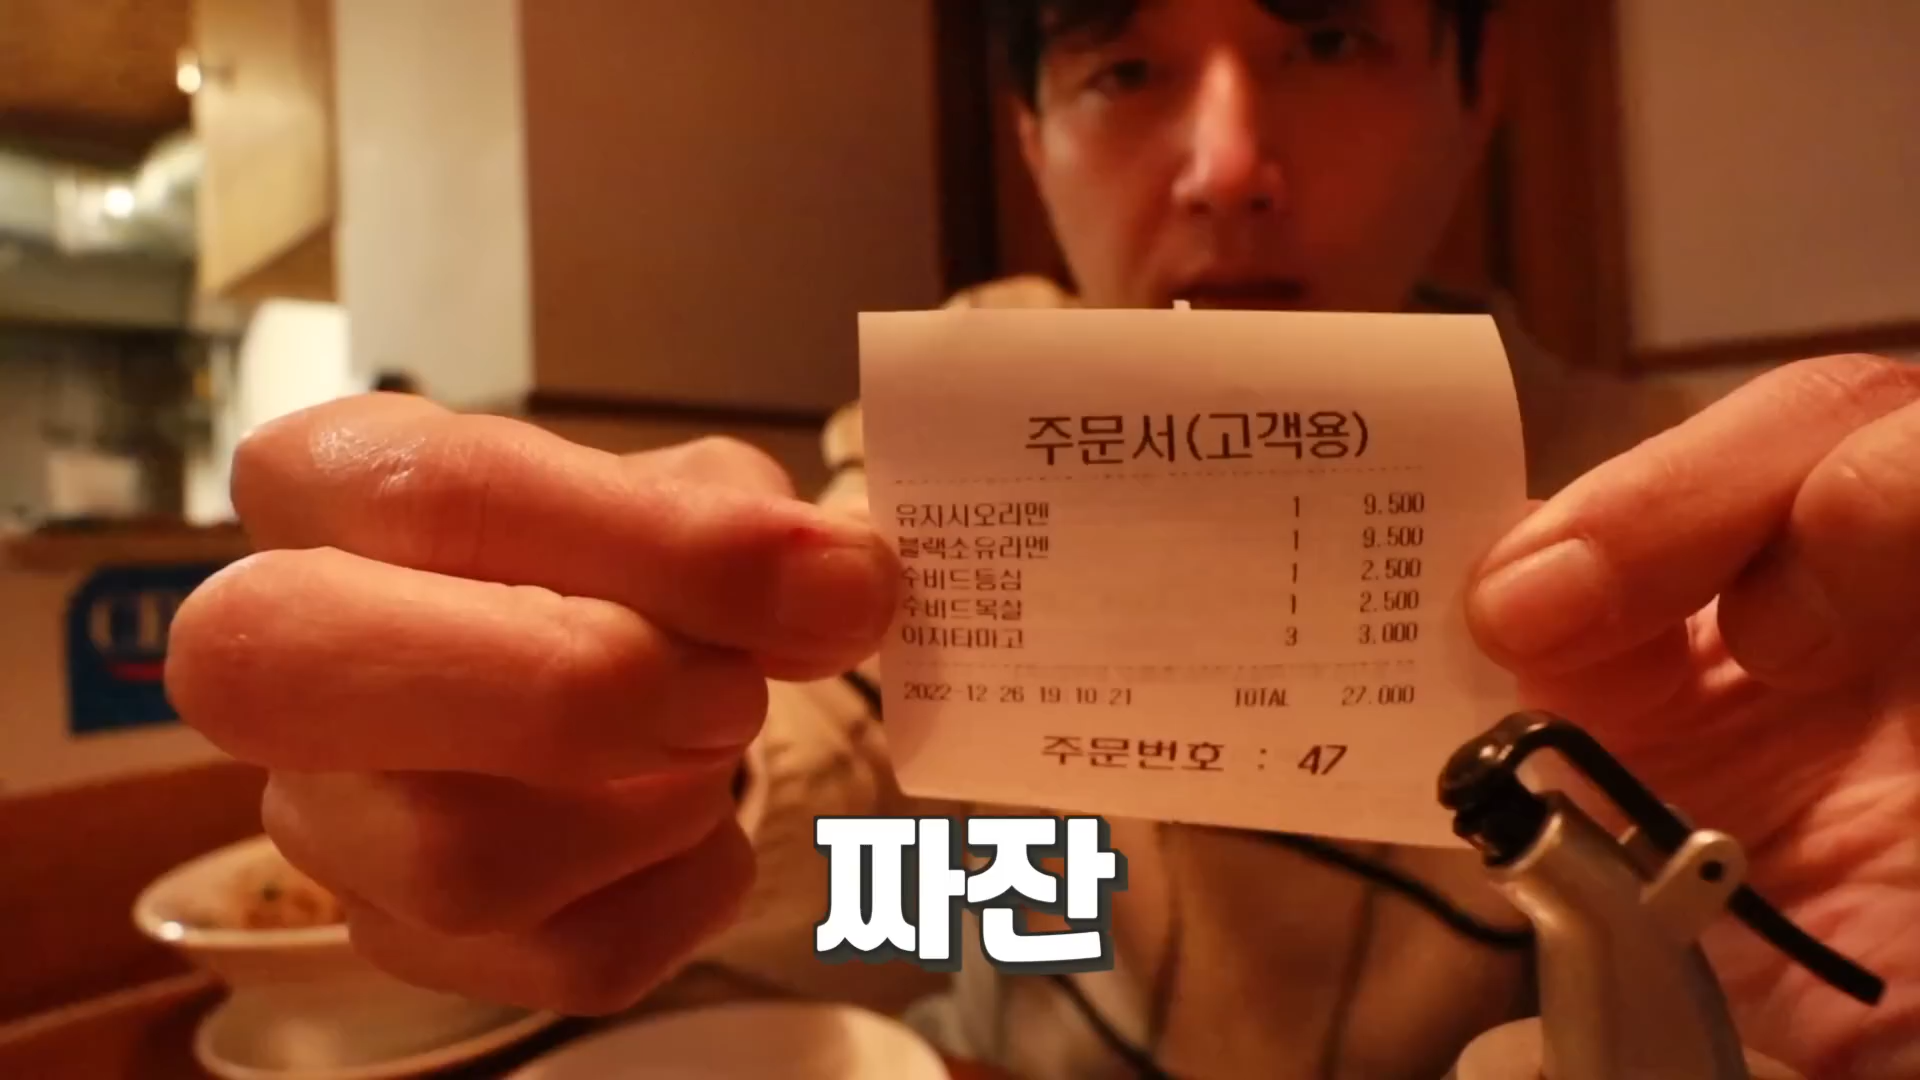 주문서(고객용)
유자시오라멘 1 9.500
블랙소유라멘 1 9.500
수비드등심 1 2.500
수비드목살 1 2.500
아지타마고 3 3.000
2022-12-26 19:10:21 TOTAL 27.000
주문번호 : 47
짜잔